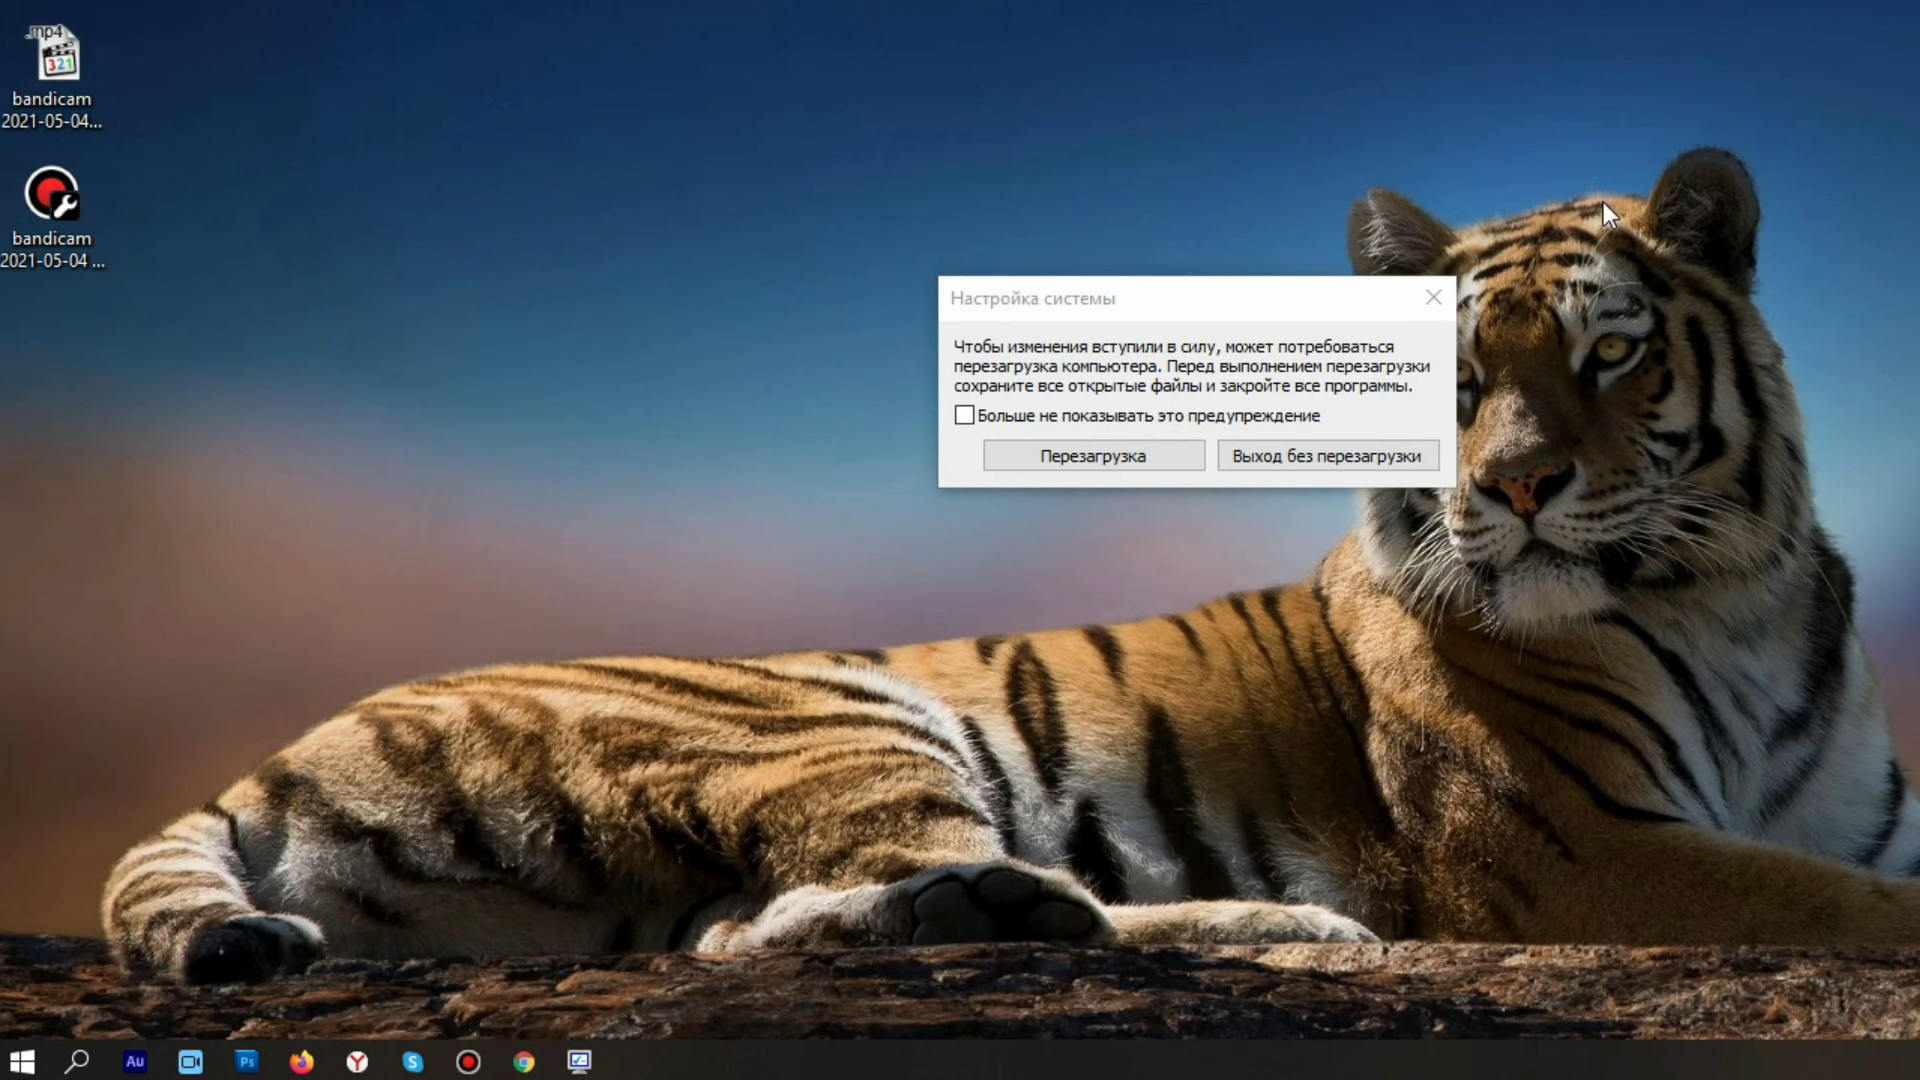 .mp4
321
bandicam
2021-05-04...
bandicam
2021-05-04 ...
Настройка системы
Чтобы изменения вступили в силу, может потребоваться
перезагрузка компьютера. Перед выполнением перезагрузки
сохраните все открытые файлы и закройте все программы.
Больше не показывать это предупреждение
Перезагрузка
Выход без перезагрузки
Au
Ps
Y
S